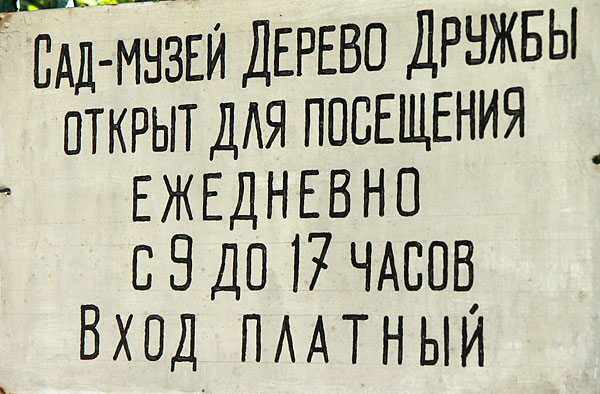 Сад-музей Дерево Дружбы
открыт для посещения
ежедневно
с 9 до 17 часов
Вход платный